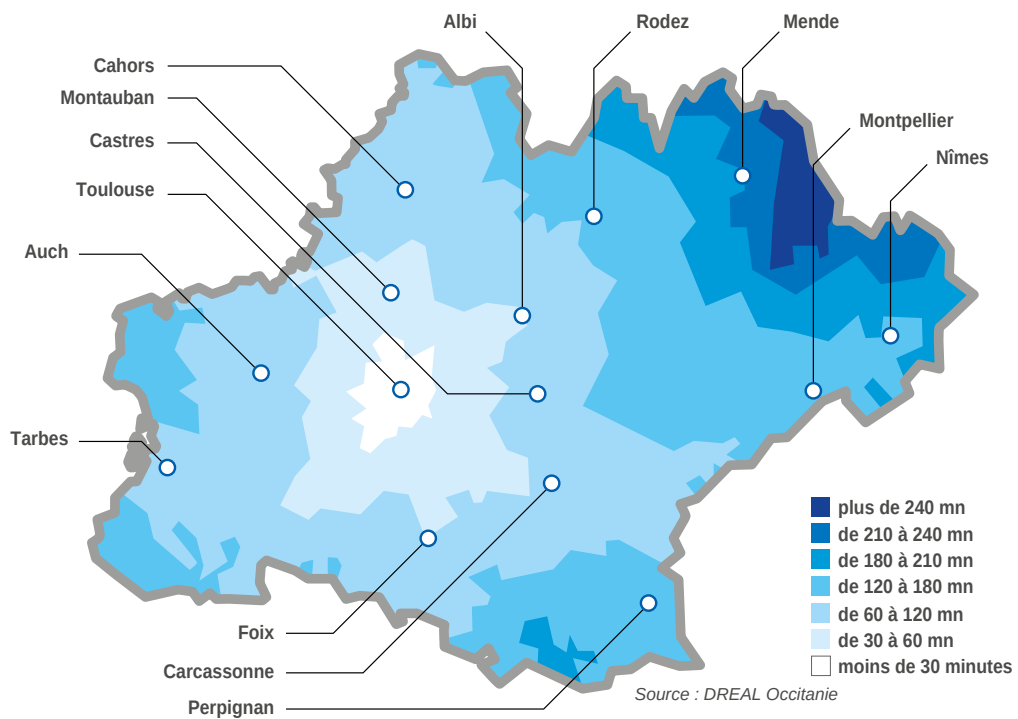 Albi
Rodez
Mende
Cahors
Montauban
Castres
Toulouse
Montpellier
Nîmes
Auch
Tarbes
Foix
Carcassonne
Perpignan
plus de 240 mn
de 210 à 240 mn
de 180 à 210 mn
de 120 à 180 mn
de 60 à 120 mn
de 30 à 60 mn
moins de 30 minutes
Source : DREAL Occitanie